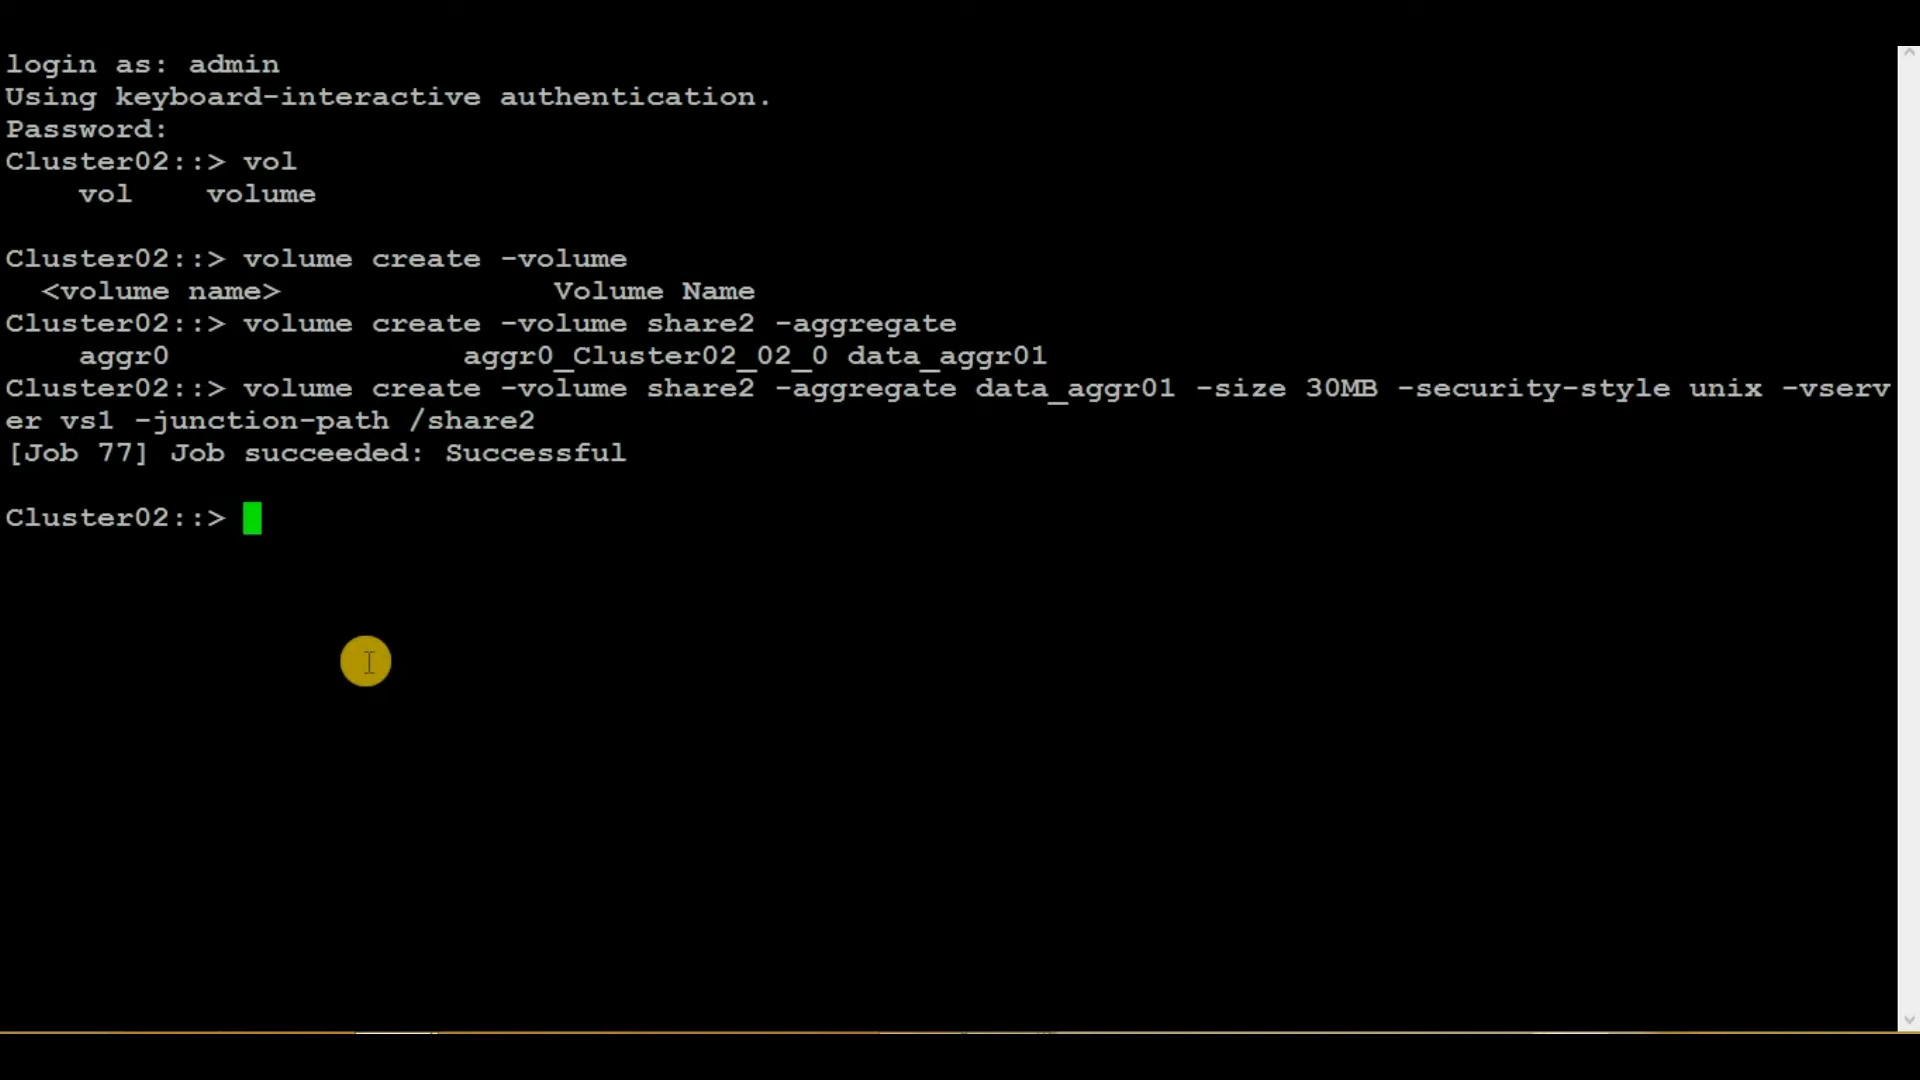 login as: admin
Using keyboard-interactive authentication.
Password:
Cluster02::> vol
    vol    volume
Cluster02::> volume create -volume
  <volume name>               Volume Name
Cluster02::> volume create -volume share2 -aggregate
    aggr0                aggr0_Cluster02_02_0 data_aggr01
Cluster02::> volume create -volume share2 -aggregate data_aggr01 -size 30MB -security-style unix -vserv
er vs1 -junction-path /share2
[Job 77] Job succeeded: Successful
Cluster02::>